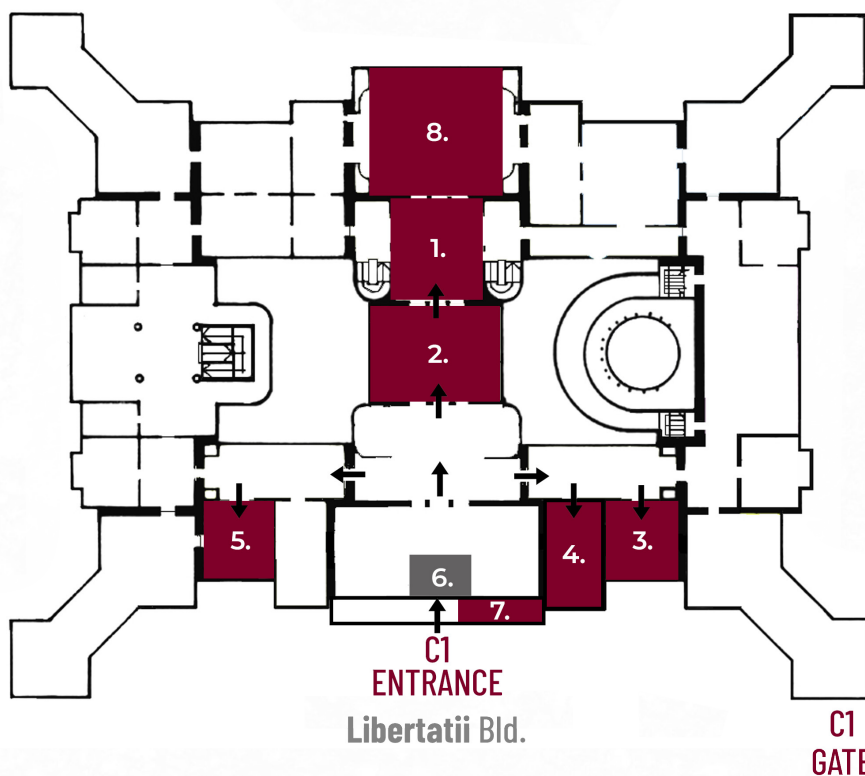 8.
1.
2.
5.
4.
3.
6.
7.
C1
ENTRANCE
Libertatii Bld.
C1
GATE